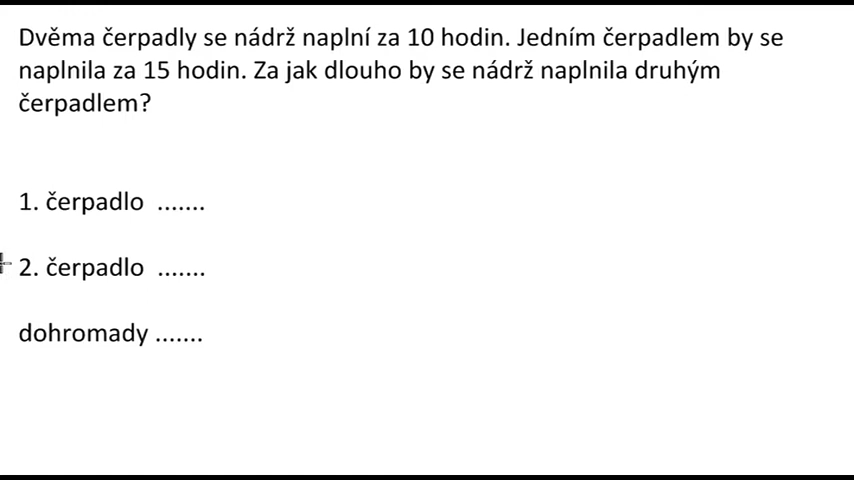 Dvěma čerpadly se nádrž naplní za 10 hodin. Jedním čerpadlem by se
naplnila za 15 hodin. Za jak dlouho by se nádrž naplnila druhým
čerpadlem?
1. čerpadlo .......
2. čerpadlo .......
dohromady .......